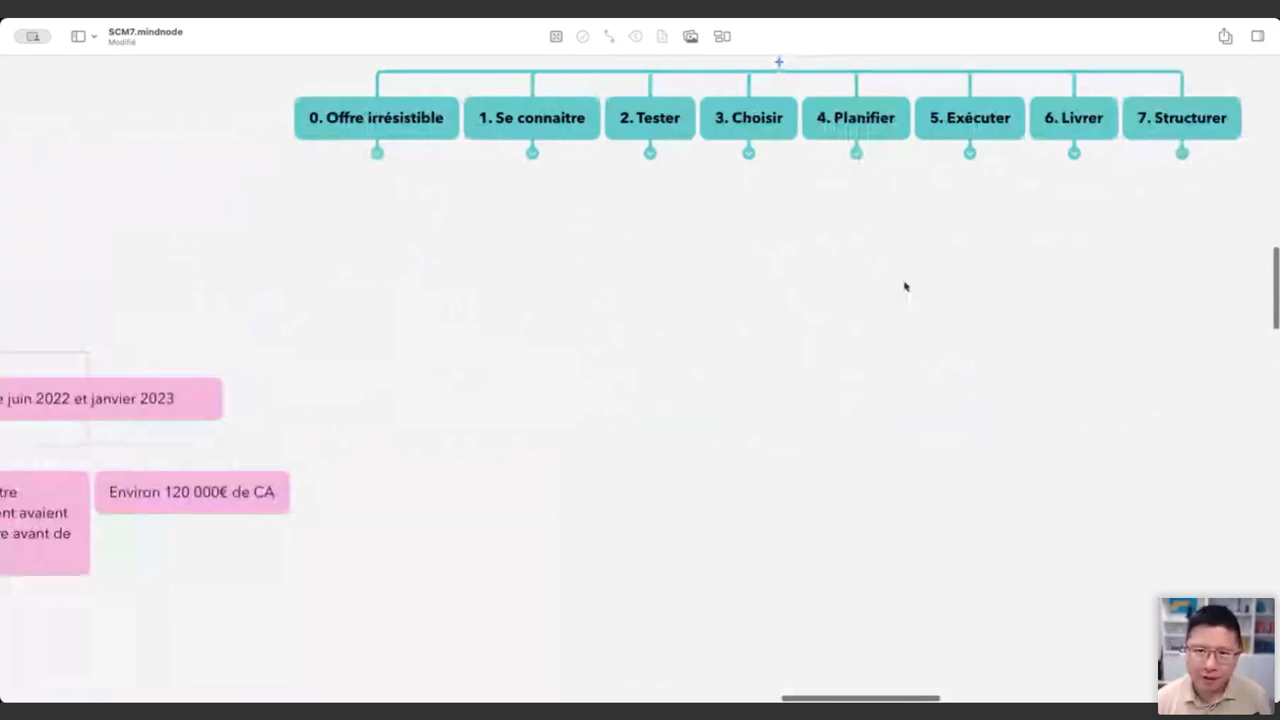 SCM7.mindnode
Modifié
0. Offre irrésistible
1. Se connaitre
2. Tester
3. Choisir
4. Planifier
5. Exécuter
6. Livrer
7. Structurer
juin 2022 et janvier 2023
tre
nt avaient
e avant de
Environ 120 000€ de CA